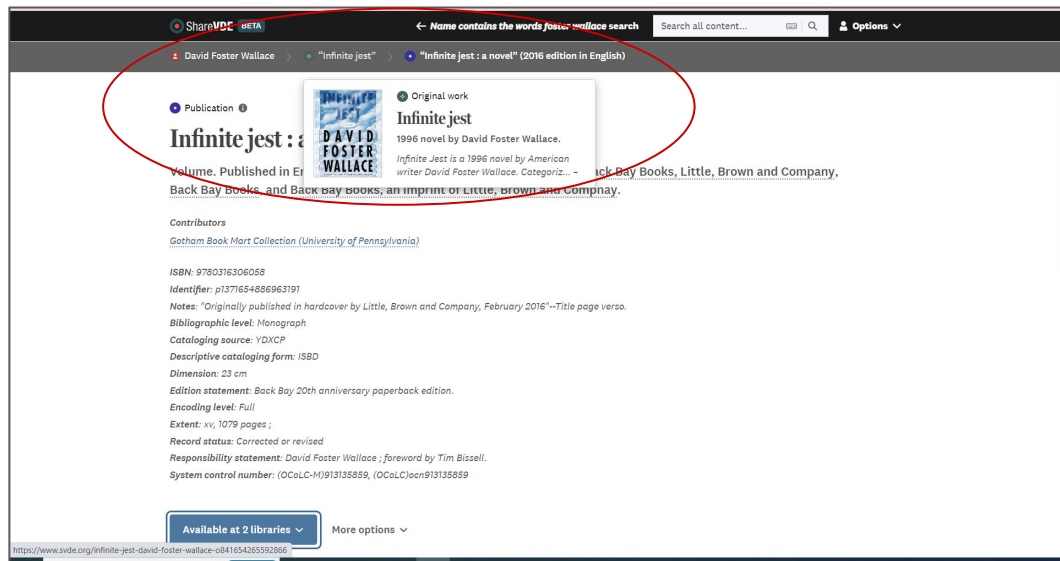 ShareVDE BETA
← Name contains the words foster wallace search
Search all content...
Options
David Foster Wallace
"Infinite jest"
"Infinite jest : a novel" (2016 edition in English)
Publication
Infinite jest : a
Volume. Published in En
ack Bay Books, Little, Brown and Company,
Back Bay Books, and Back Bay Books, an imprint of Little, Brown and Compnay.
INFINITE
JEST
DAVID
FOSTER
WALLACE
Original work
Infinite jest
1996 novel by David Foster Wallace.
Infinite Jest is a 1996 novel by American
writer David Foster Wallace. Categoriz... –
Contributors
Gotham Book Mart Collection (University of Pennsylvania)
ISBN: 9780316306058
Identifier: p1371654886963191
Notes: "Originally published in hardcover by Little, Brown and Company, February 2016"--Title page verso.
Bibliographic level: Monograph
Cataloging source: YDXCP
Descriptive cataloging form: ISBD
Dimension: 23 cm
Edition statement: Back Bay 20th anniversary paperback edition.
Encoding level: Full
Extent: xv, 1079 pages ;
Record status: Corrected or revised
Responsibility statement: David Foster Wallace ; foreword by Tim Bissell.
System control number: (OCoLC-M)913135859, (OCoLC)ocn913135859
Available at 2 libraries
More options
https://www.svde.org/infinite-jest-david-foster-wallace-o841654265592866